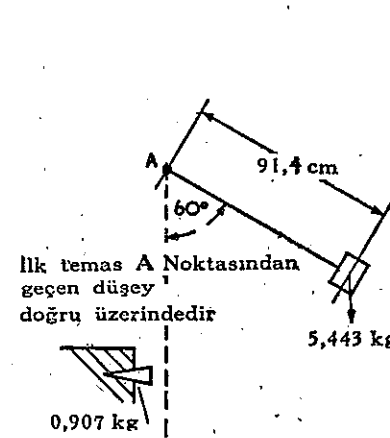 A
91,4 cm
60°
İlk temas A Noktasından
geçen düşey
doğru üzerindedir
5,443 kg
0,907 kg